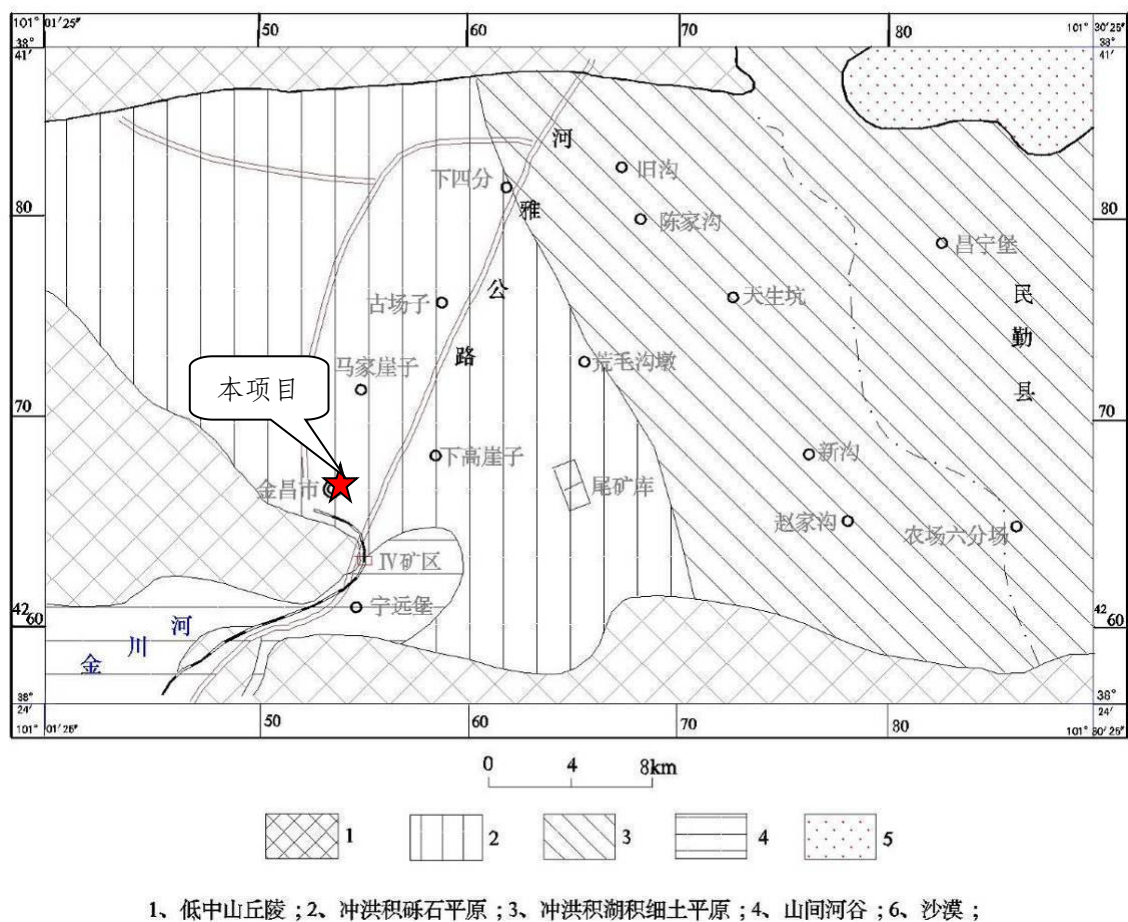 101° 01′25″
50
60
70
80
101° 30′25″
38°
41′
38°
41′
河
下四分
旧沟
雅
陈家沟
80
80
昌宁堡
公
民
古场子
天生坑
勤
路
马家崖子
荒毛沟墩
县
本项目
70
70
下高崖子
新沟
金昌市
尾矿库
赵家沟
农场六分场
IV矿区
宁远堡
42
60
42
60
河
川
金
38°
24′
38°
24′
101° 01′25″
50
60
70
80
101° 30′25″
0 4 8km
1 2 3 4 5
1、低中山丘陵；2、冲洪积砾石平原；3、冲洪积湖积细土平原；4、山间河谷；6、沙漠；